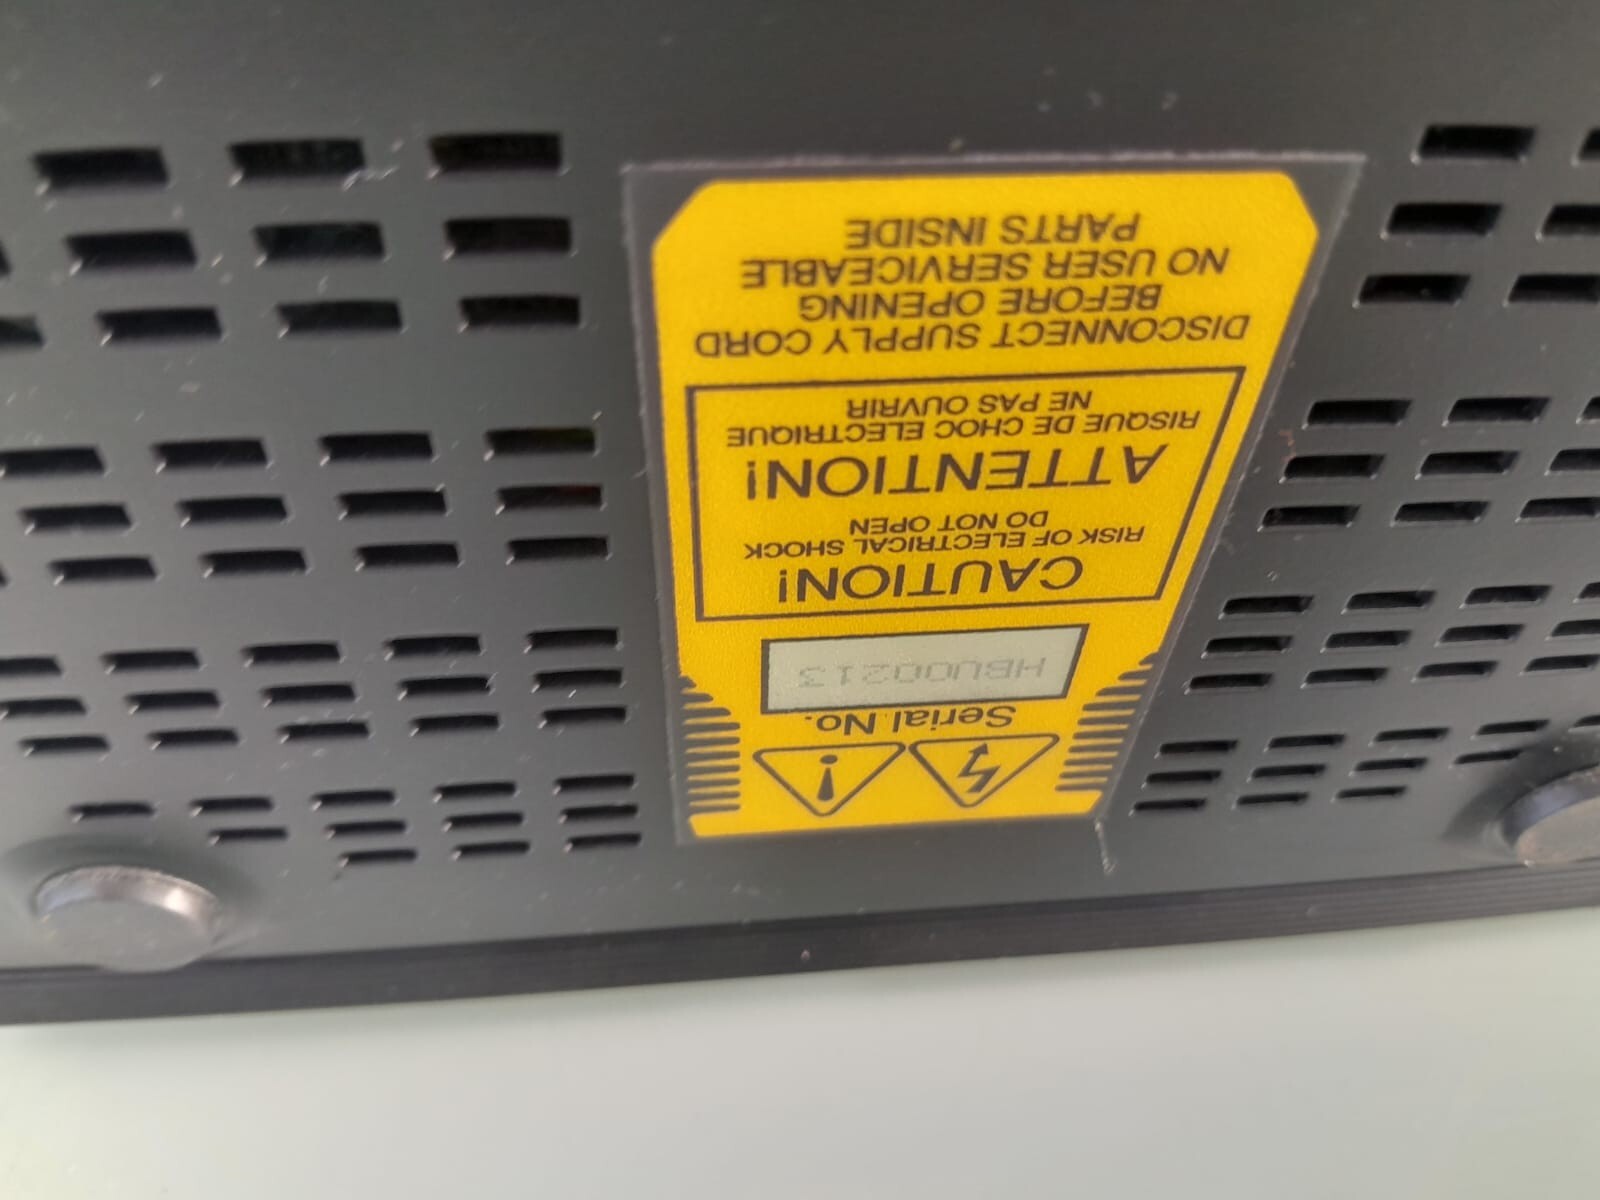 Serial No.
HBU00213
CAUTION!
RISK OF ELECTRICAL SHOCK
DO NOT OPEN
ATTENTION!
RISQUE DE CHOC ELECTRIQUE
NE PAS OUVRIR
DISCONNECT SUPPLY CORD
BEFORE OPENING
NO USER SERVICEABLE
PARTS INSIDE